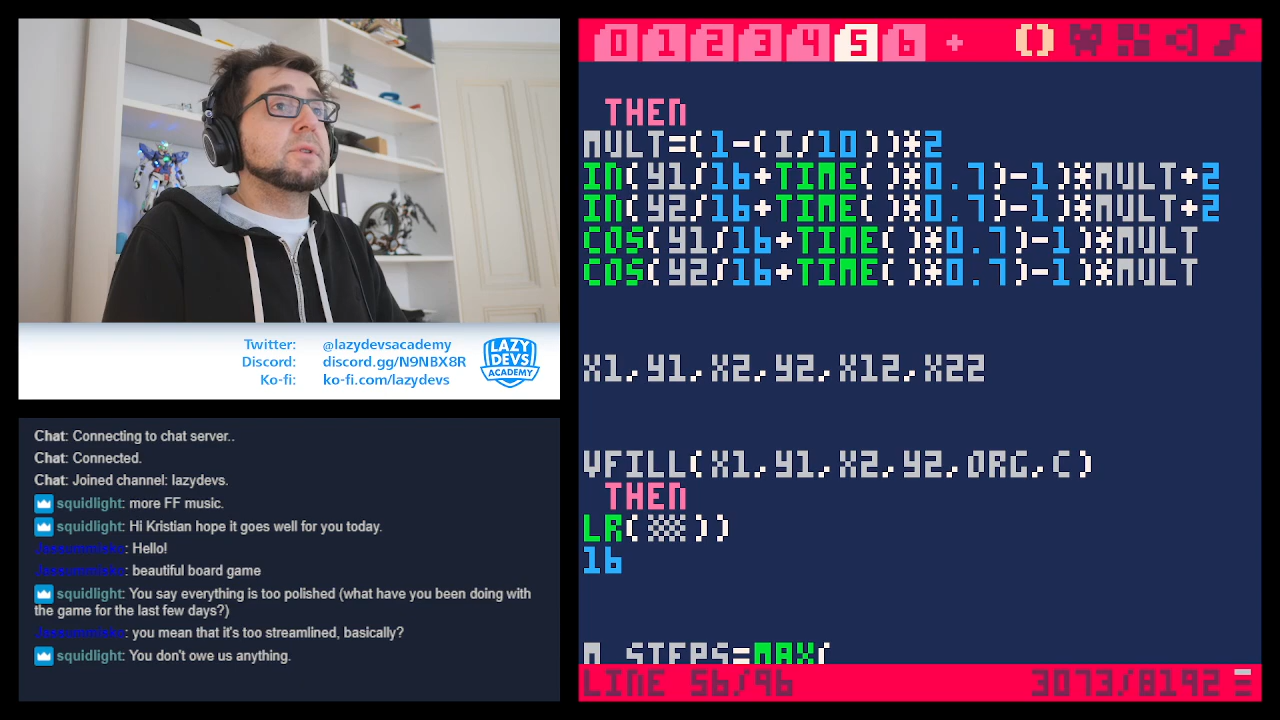 Twitter: @lazydevsacademy
Discord: discord.gg/N9NBX8R
Ko-fi: ko-fi.com/lazydevs
LAZY
DEVS
ACADEMY
Chat: Connecting to chat server..
Chat: Connected.
Chat: Joined channel: lazydevs.
squidlight: more FF music.
squidlight: Hi Kristian hope it goes well for you today.
: Hello!
: beautiful board game
squidlight: You say everything is too polished (what have you been doing with
the game for the last few days?)
: you mean that it's too streamlined, basically?
squidlight: You don't owe us anything.
0 1 2 3 4 5 6 + ()
THEN
MULT=(1-(I/10))*2
IN(Y1/16+TIME()*0.7)-1)*MULT+2
IN(Y2/16+TIME()*0.7)-1)*MULT+2
COS(Y1/16+TIME()*0.7)-1)*MULT
COS(Y2/16+TIME()*0.7)-1)*MULT
X1,Y1,X2,Y2,X12,X22
QFILL(X1,Y1,X2,Y2,ORG,C)
THEN
LR(▒))
16
M_STEPS=MAX(
LINE 56/96
3073/8192